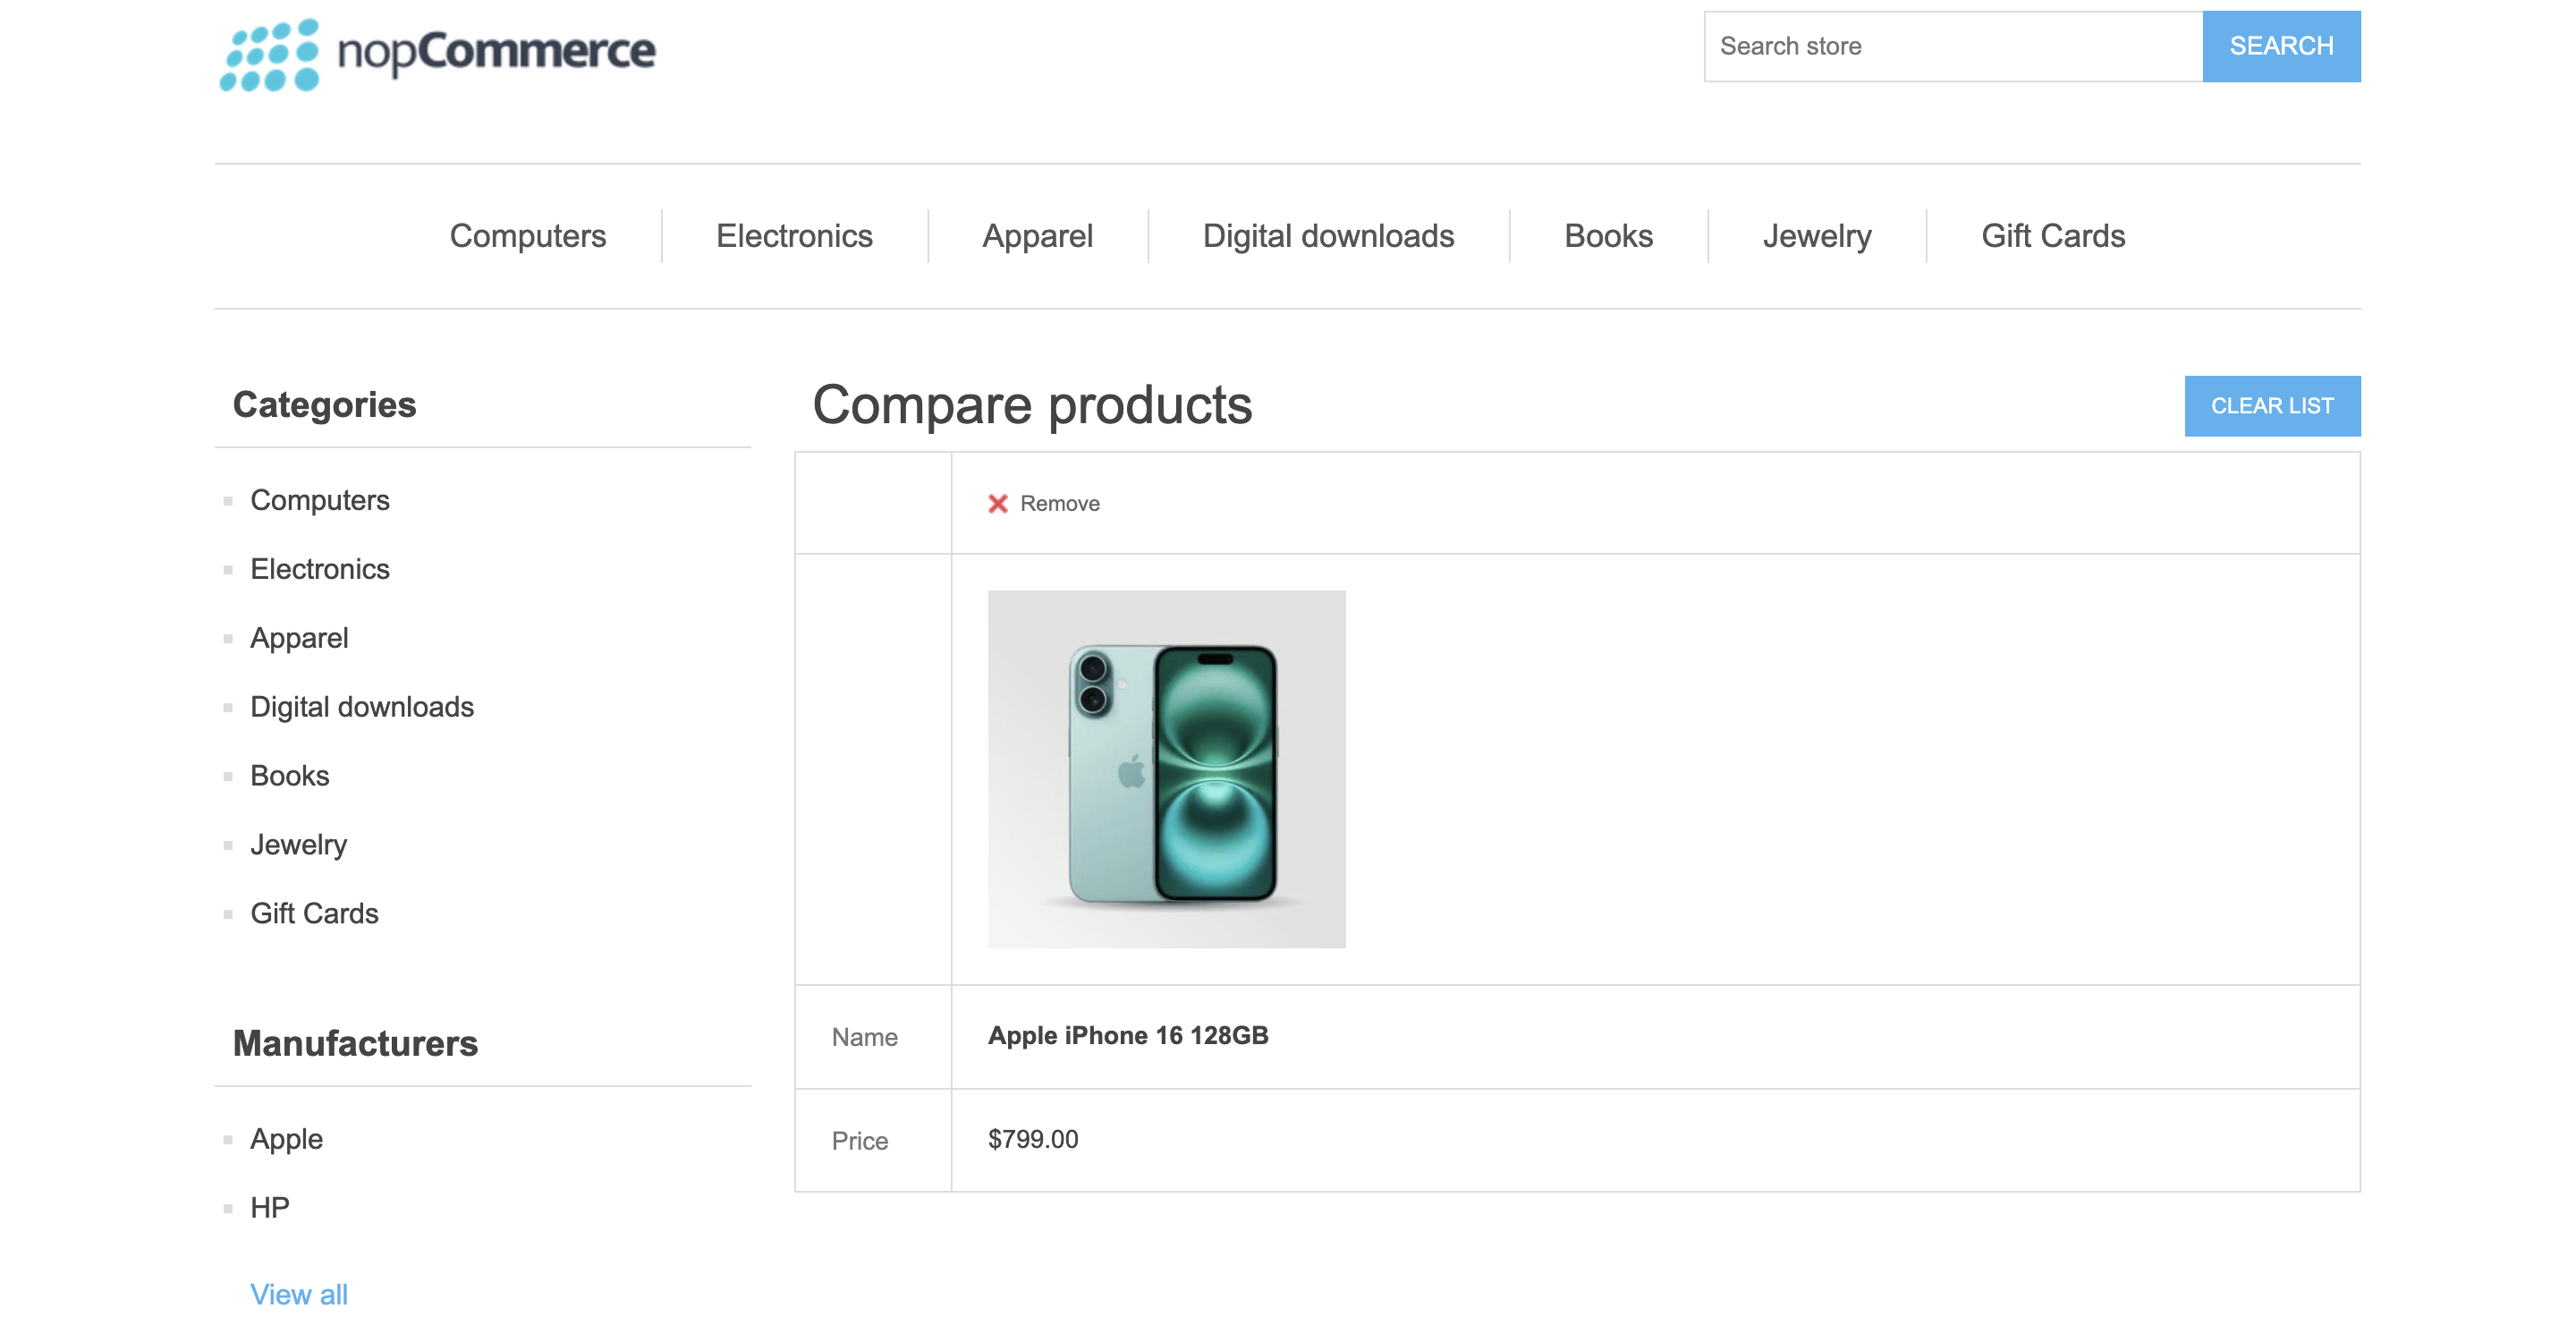 nopCommerce
Search store
SEARCH
Computers
Electronics
Apparel
Digital downloads
Books
Jewelry
Gift Cards
Categories
Computers
Electronics
Apparel
Digital downloads
Books
Jewelry
Gift Cards
Manufacturers
Apple
HP
View all
Compare products
CLEAR LIST
Remove
Name
Apple iPhone 16 128GB
Price
$799.00